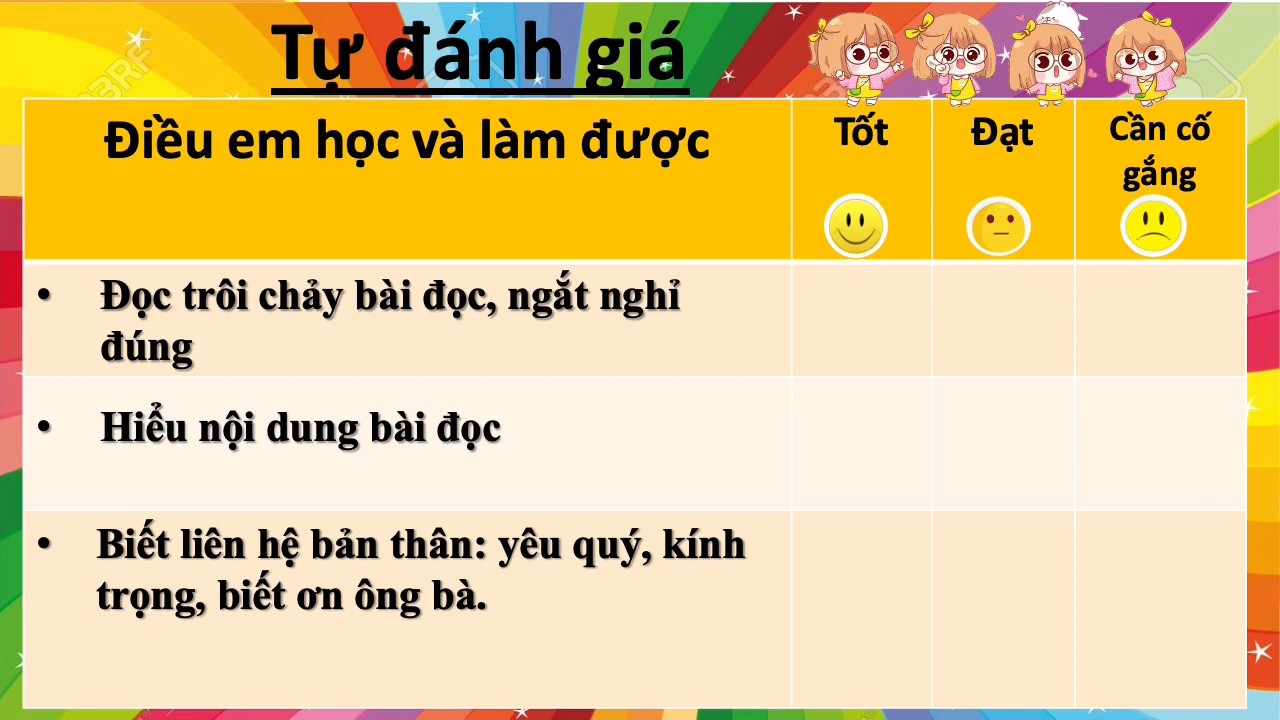 Tự đánh giá
Điều em học và làm được
Tốt
Đạt
Cần cố
gắng
• Đọc trôi chảy bài đọc, ngắt nghỉ
đúng
• Hiểu nội dung bài đọc
• Biết liên hệ bản thân: yêu quý, kính
trọng, biết ơn ông bà.